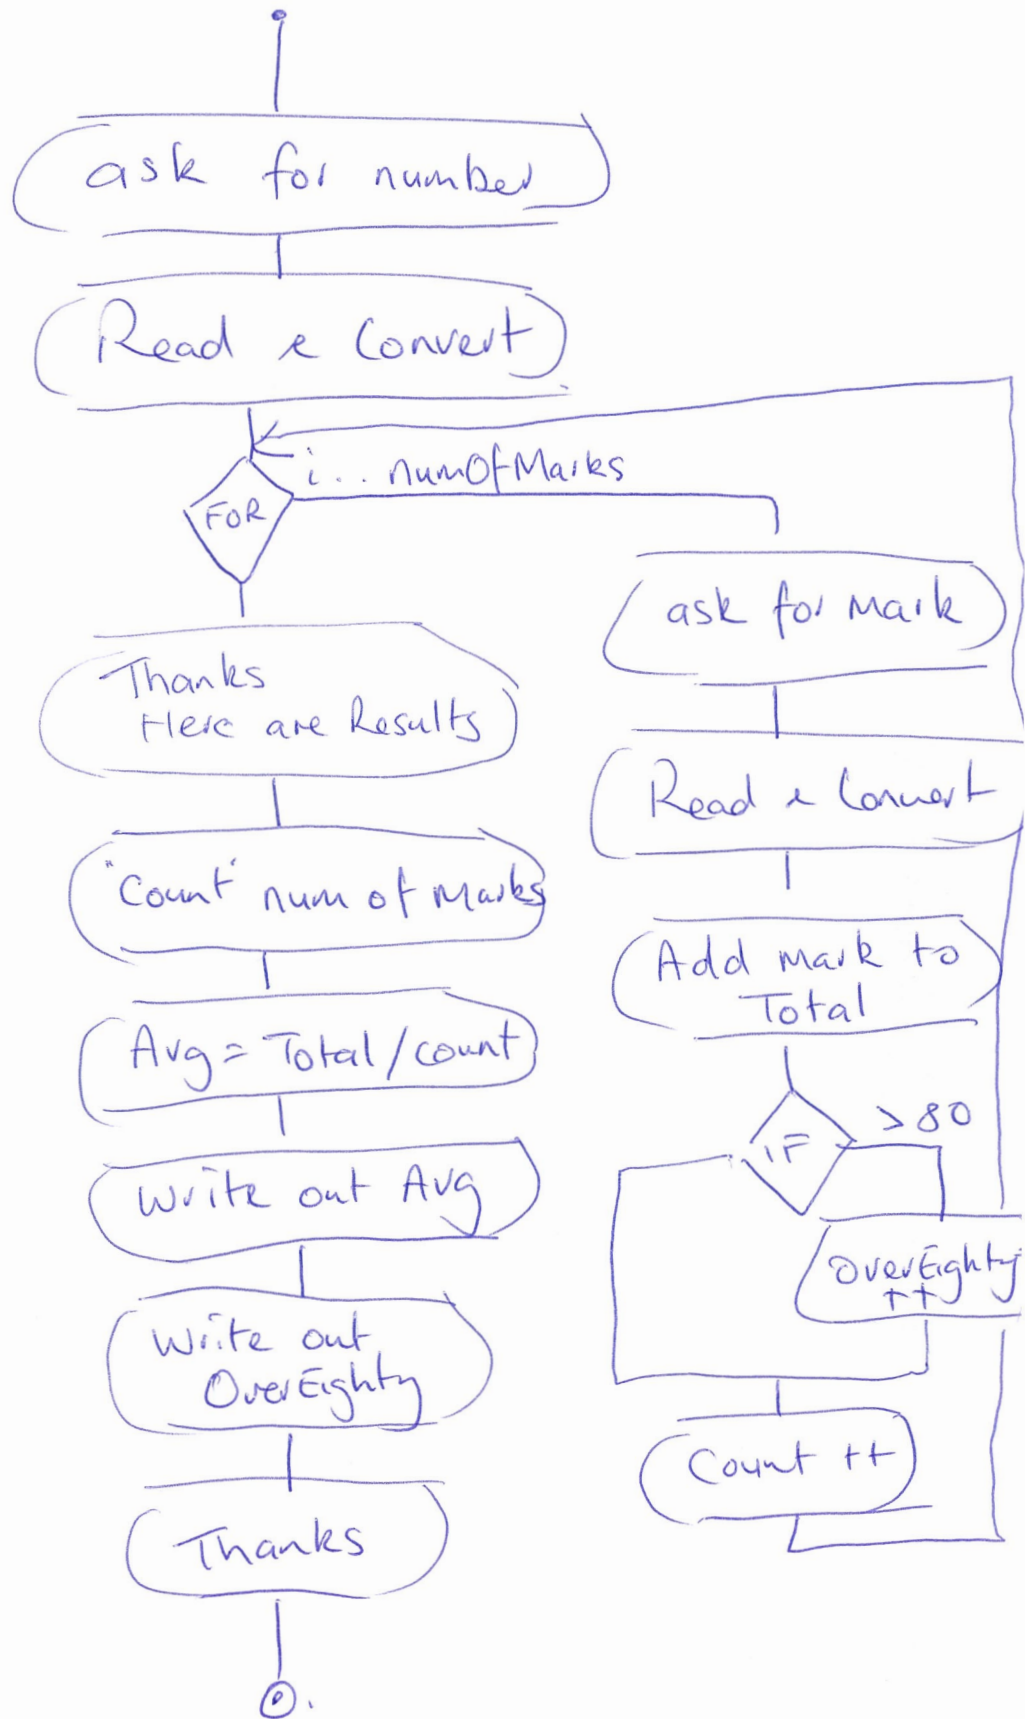 ask for number
Read & Convert
i... numOfMarks
FOR
ask for Mark
Thanks
Here are Results
Read & Convert
"Count" num of Marks
Add mark to
Total
Avg = Total/count
>80
IF
Write out Avg
OverEighty
++
Write out
OverEighty
Count ++
Thanks